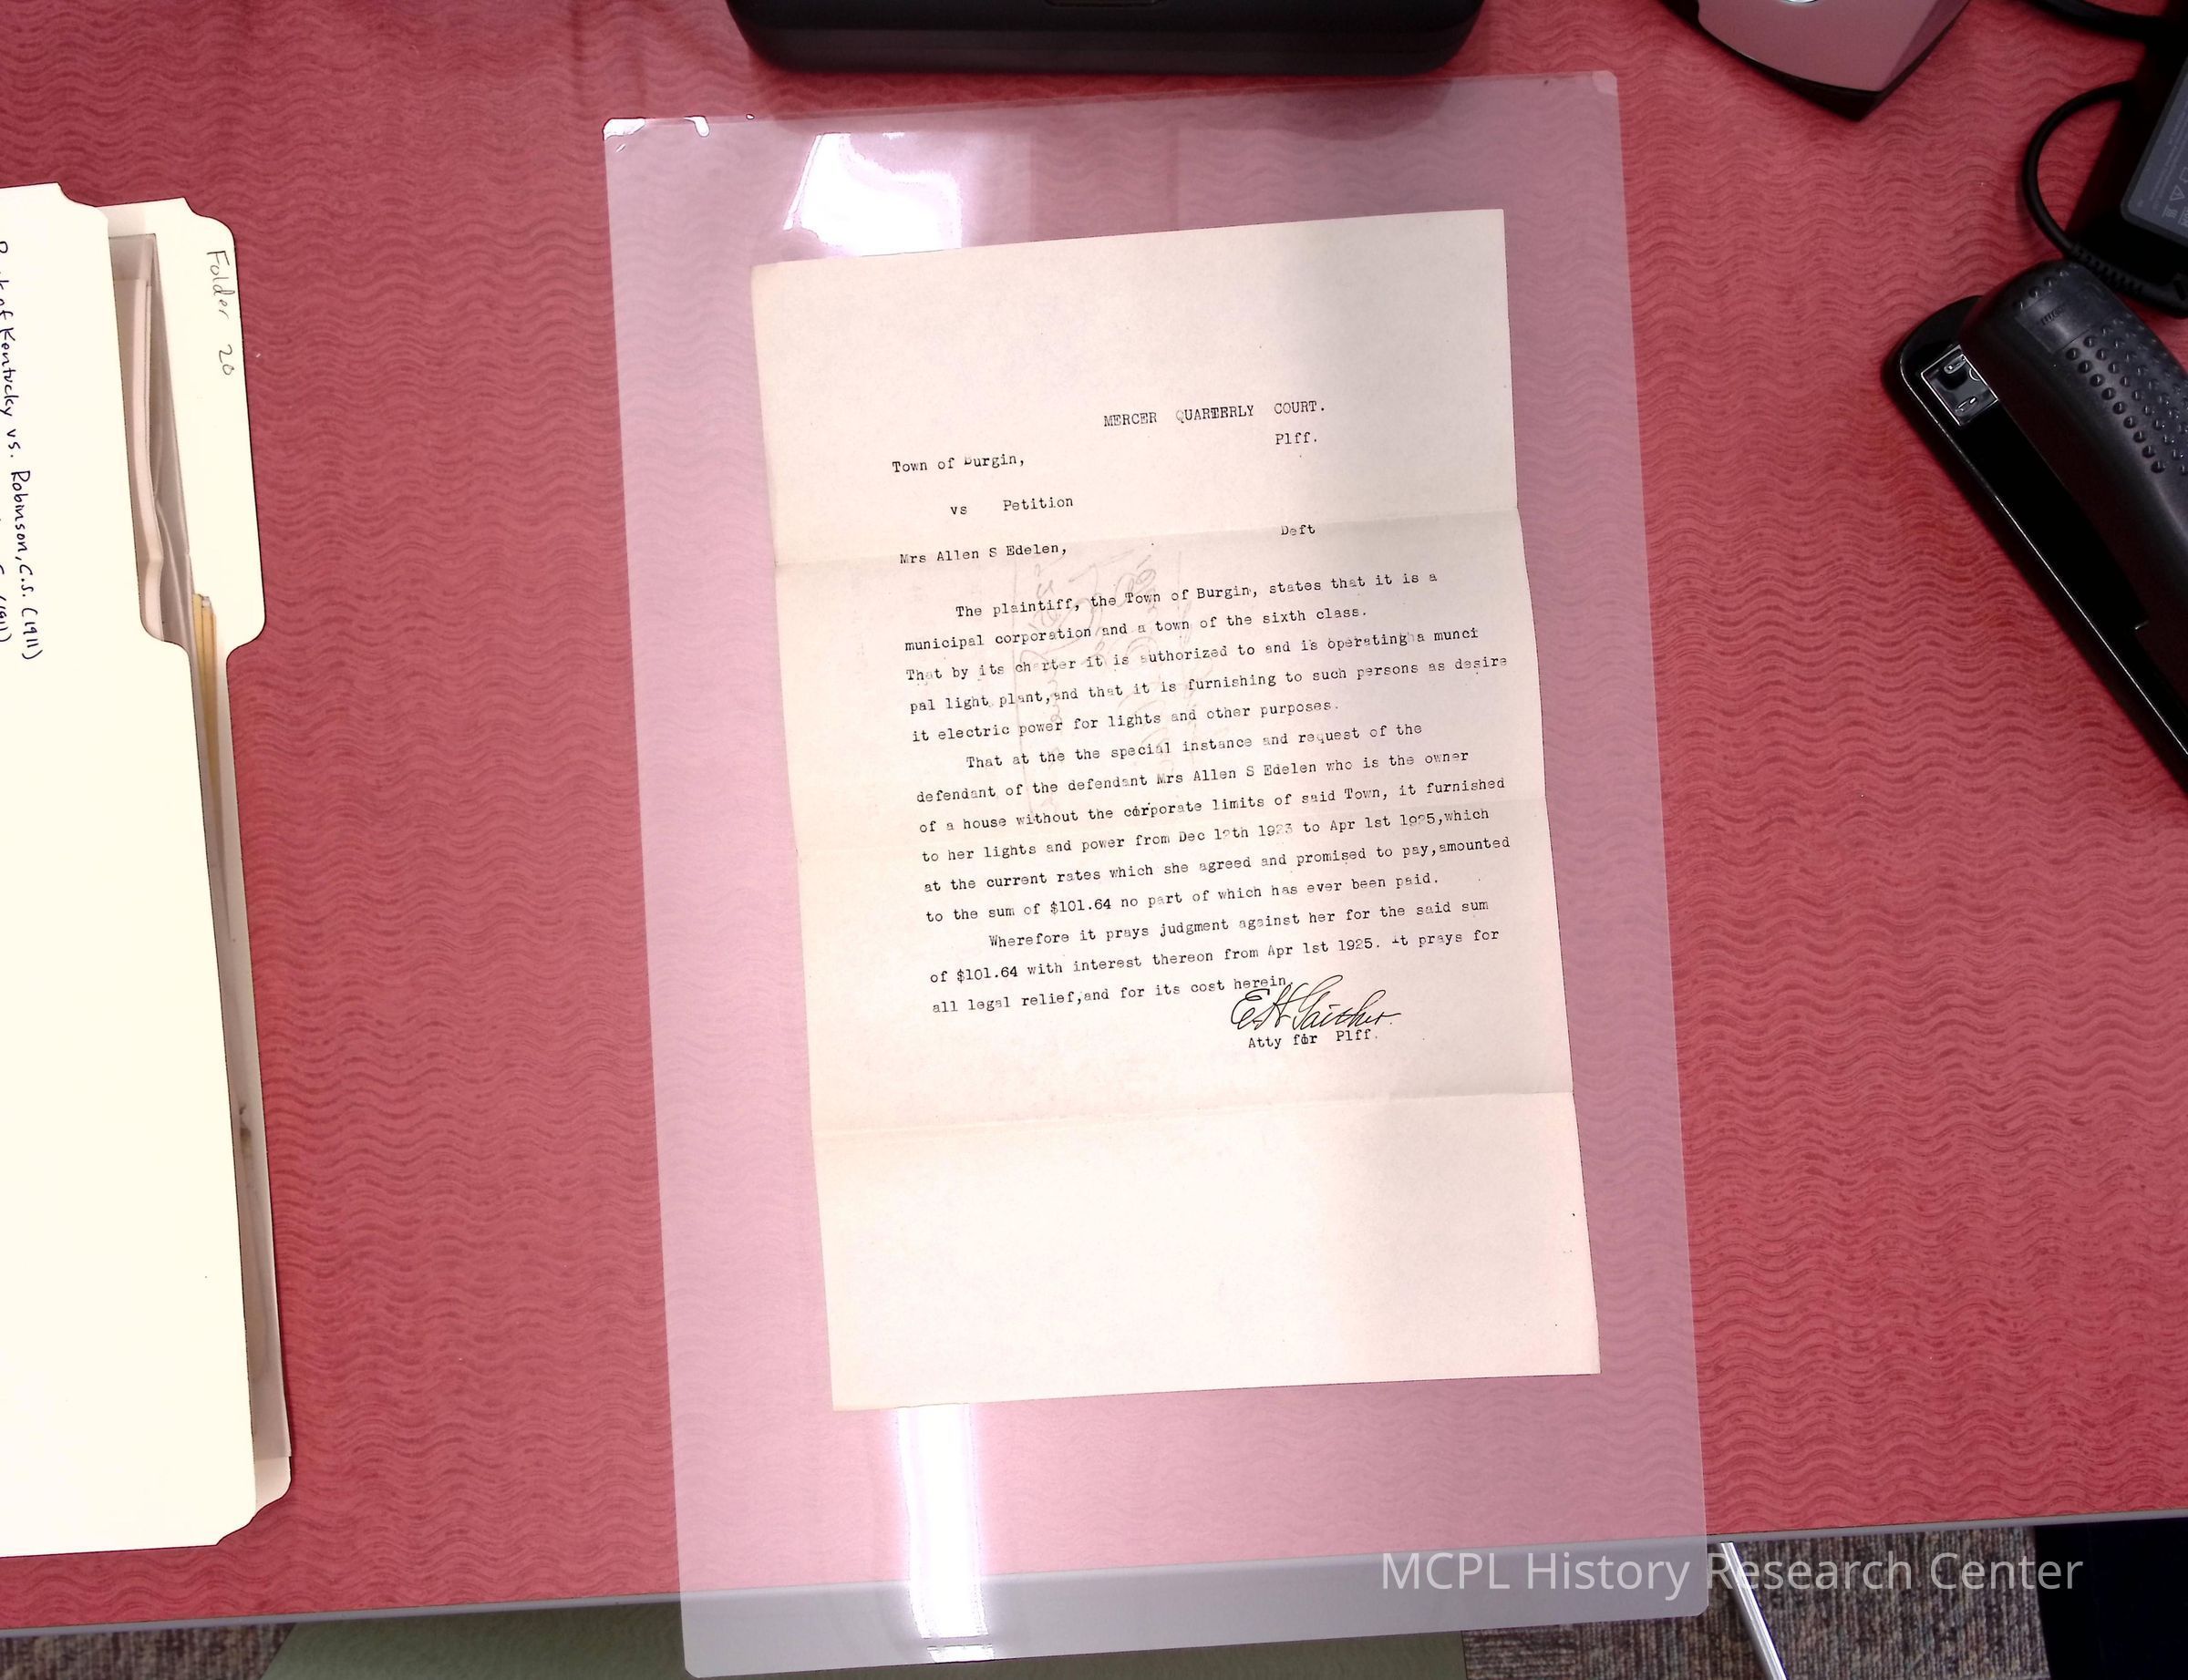 Folder 20
of Kentucky vs. Robinson, C.S. (1911)
MERCER QUARTERLY COURT.
Plff.
Town of Burgin,
vs Petition
Deft
Mrs Allen S Edelen,
The plaintiff, the Town of Burgin, states that it is a
municipal corporation and a town of the sixth class.
That by its charter it is authorized to and is operating a munci
pal light plant,and that it is furnishing to such persons as desire
it electric power for lights and other purposes.
That at the the special instance and request of the
defendant of the defendant Mrs Allen S Edelen who is the owner
of a house without the corporate limits of said Town, it furnished
to her lights and power from Dec 12th 1923 to Apr 1st 1925,which
at the current rates which she agreed and promised to pay,amounted
to the sum of $101.64 no part of which has ever been paid.
Wherefore it prays judgment against her for the said sum
of $101.64 with interest thereon from Apr 1st 1925. It prays for
all legal relief,and for its cost herein
E H Gaither.
Atty for Plff.
MCPL History Research Center